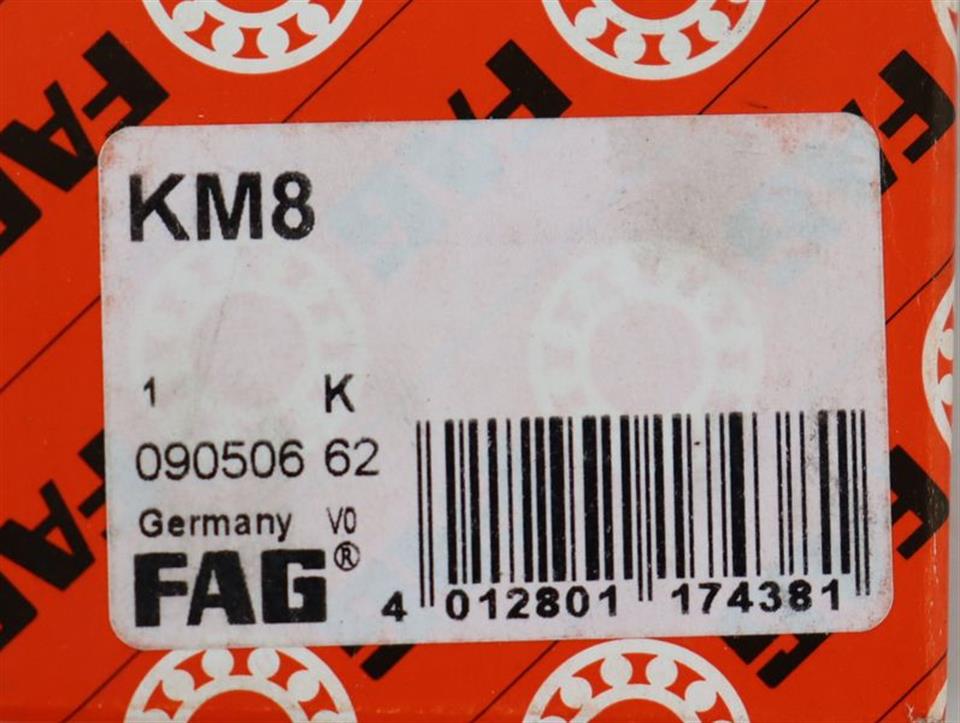 KM8
1 K
090506 62
Germany V0
FAG®
4 012801 174381